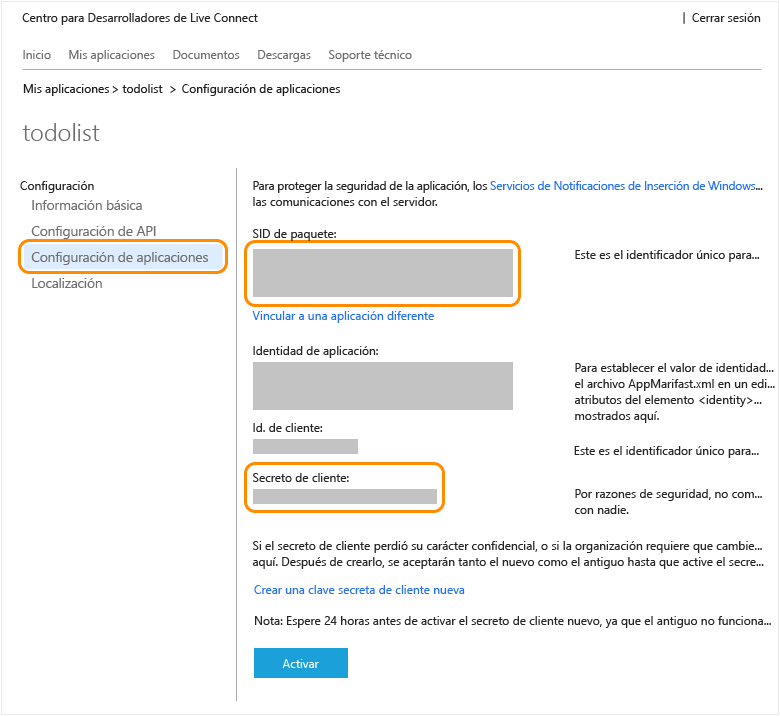 Centro para Desarrolladores de Live Connect
| Cerrar sesión
Inicio Mis aplicaciones Documentos Descargas Soporte técnico
Mis aplicaciones > todolist > Configuración de aplicaciones
todolist
Configuración
Información básica
Configuración de API
Configuración de aplicaciones
Localización
Para proteger la seguridad de la aplicación, los Servicios de Notificaciones de Inserción de Windows...
las comunicaciones con el servidor.
SID de paquete:
Este es el identificador único para...
Vincular a una aplicación diferente
Identidad de aplicación:
Para establecer el valor de identidad...
el archivo AppMarifast.xml en un edi...
atributos del elemento <identity>...
mostrados aquí.
Id. de cliente:
Este es el identificador único para...
Secreto de cliente:
Por razones de seguridad, no com...
con nadie.
Si el secreto de cliente perdió su carácter confidencial, o si la organización requiere que cambie...
aquí. Después de crearlo, se aceptarán tanto el nuevo como el antiguo hasta que active el secre...
Crear una clave secreta de cliente nueva
Nota: Espere 24 horas antes de activar el secreto de cliente nuevo, ya que el antiguo no funciona...
Activar